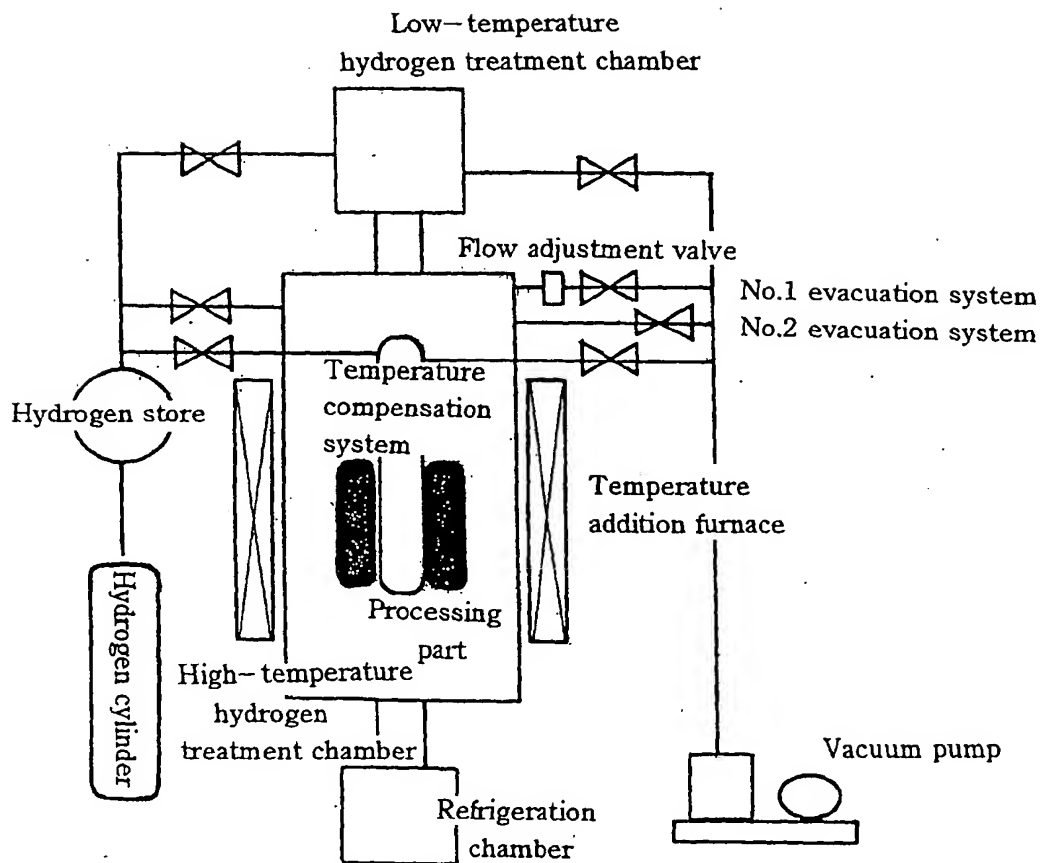 Low-temperature
hydrogen treatment chamber
Flow adjustment valve
No.1 evacuation system
No.2 evacuation system
Temperature
compensation
system
Hydrogen store
Temperature
addition furnace
Hydrogen cylinder
Processing
part
High-temperature
hydrogen
treatment chamber
Vacuum pump
Refrigeration
chamber